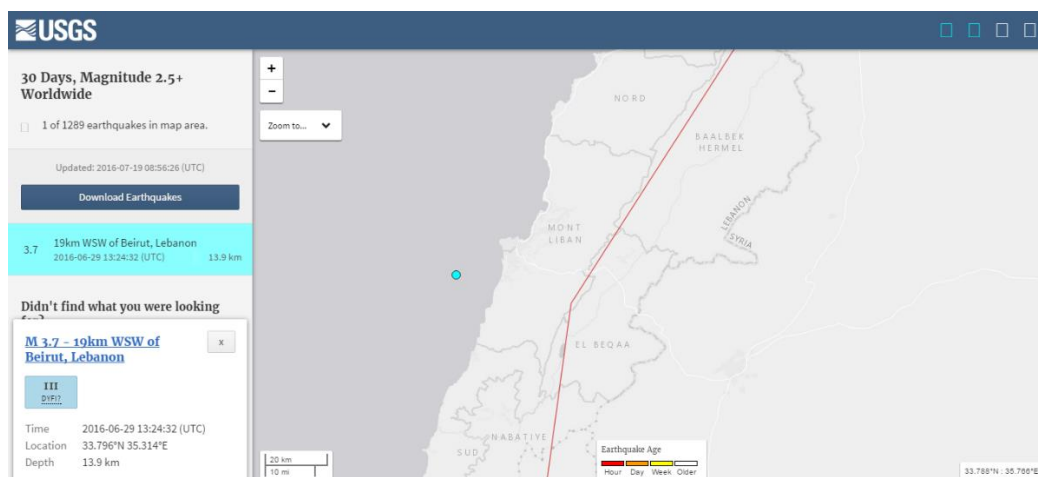 USGS
30 Days, Magnitude 2.5+
Worldwide
1 of 1289 earthquakes in map area.
Updated: 2016-07-19 08:56:26 (UTC)
Download Earthquakes
3.7
19km WSW of Beirut, Lebanon
2016-06-29 13:24:32 (UTC) 13.9 km
Didn't find what you were looking
M 3.7 - 19km WSW of
Beirut, Lebanon
x
III
DYFI?
Time 2016-06-29 13:24:32 (UTC)
Location 33.796°N 35.314°E
Depth 13.9 km
+
−
Zoom to...
NORD
BAALBEK
HERMEL
LEBANON
SYRIA
MONT
LIBAN
EL BEQAA
NABATIYE
SUD
20 km
10 mi
Earthquake Age
Hour Day Week Older
33.788°N : 35.766°E